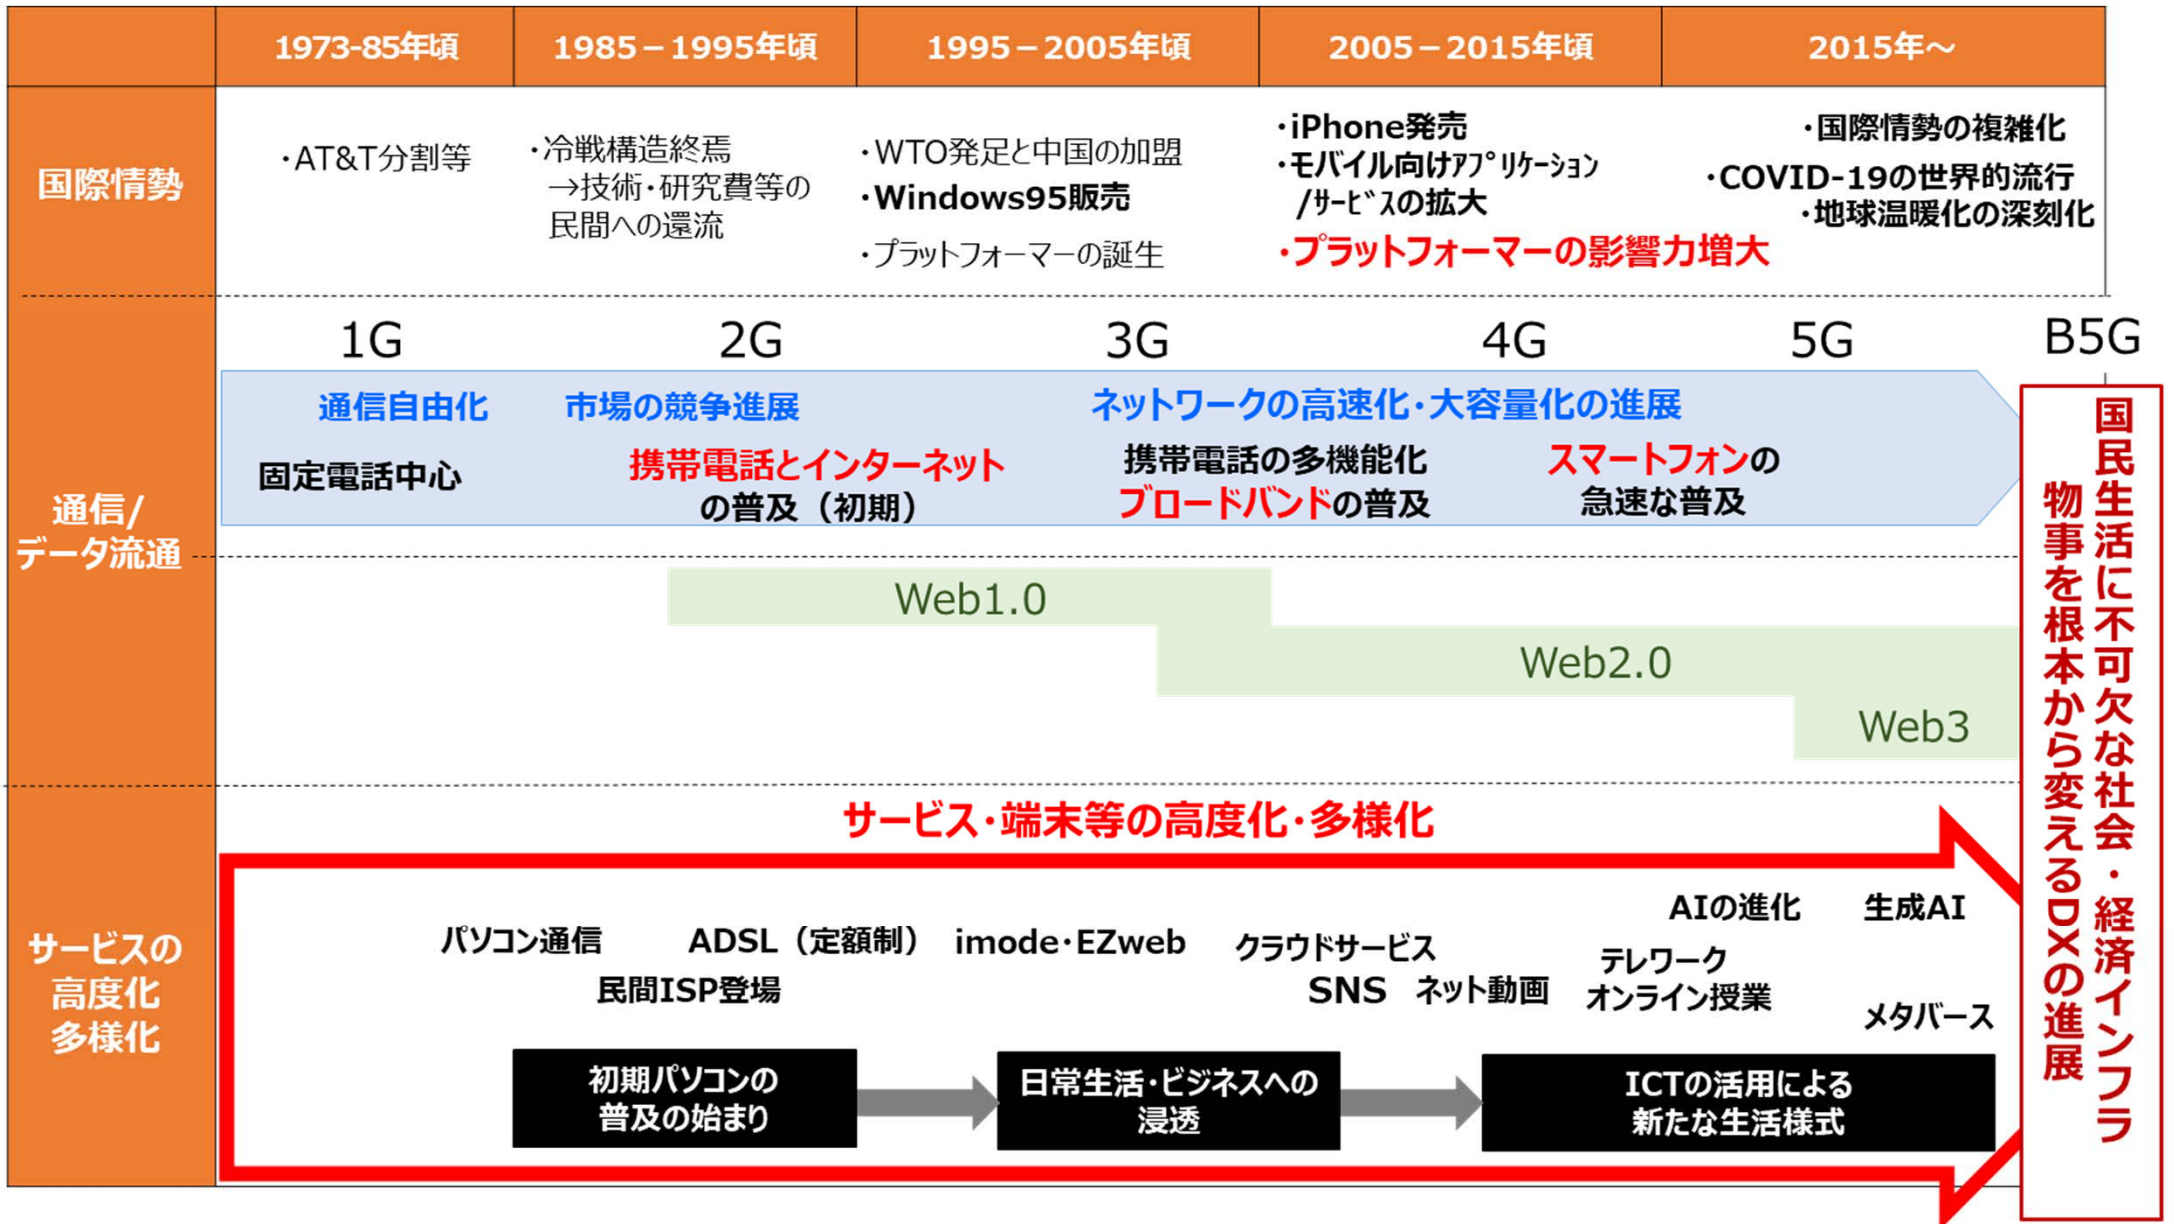 1973-85年頃
1985－1995年頃
1995－2005年頃
2005－2015年頃
2015年～
国際情勢
・AT&T分割等
・冷戦構造終焉
→技術・研究費等の
民間への還流
・WTO発足と中国の加盟
・Windows95販売
・プラットフォーマーの誕生
・iPhone発売
・モバイル向けｱﾌﾟﾘｹｰｼｮﾝ
/ｻｰﾋﾞｽの拡大
・プラットフォーマーの影響力増大
・国際情勢の複雑化
・COVID-19の世界的流行
・地球温暖化の深刻化
通信/
データ流通
1G
2G
3G
4G
5G
B5G
通信自由化
市場の競争進展
ネットワークの高速化・大容量化の進展
固定電話中心
携帯電話とインターネット
の普及（初期）
携帯電話の多機能化
ブロードバンドの普及
スマートフォンの
急速な普及
Web1.0
Web2.0
Web3
サービスの
高度化
多様化
サービス・端末等の高度化・多様化
パソコン通信
民間ISP登場
ADSL（定額制）
imode・EZweb
クラウドサービス
SNS
ネット動画
AIの進化
テレワーク
オンライン授業
生成AI
メタバース
初期パソコンの
普及の始まり
日常生活・ビジネスへの
浸透
ICTの活用による
新たな生活様式
国民生活に不可欠な社会・経済インフラ
物事を根本から変えるDXの進展